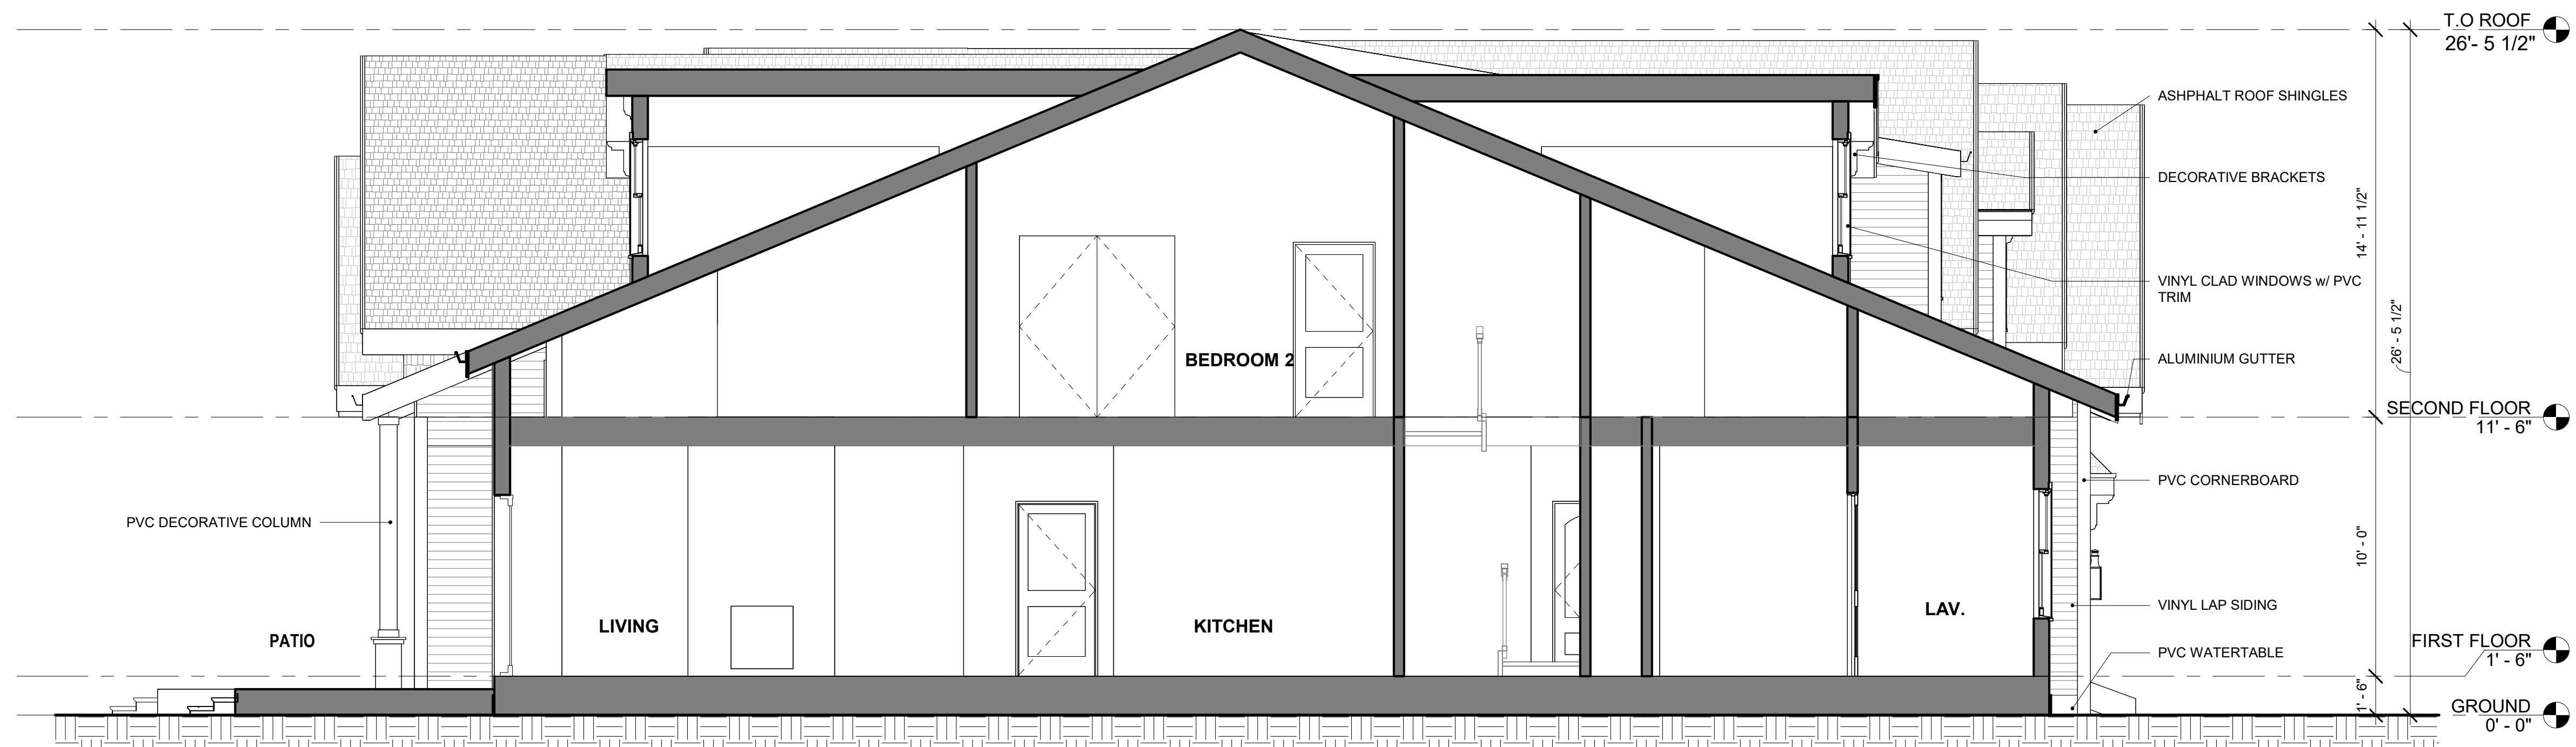 T.O ROOF
26'- 5 1/2"
ASHPHALT ROOF SHINGLES
DECORATIVE BRACKETS
14' - 11 1/2"
VINYL CLAD WINDOWS w/ PVC
TRIM
26' - 5 1/2"
ALUMINIUM GUTTER
BEDROOM 2
SECOND FLOOR
11' - 6"
PVC CORNERBOARD
PVC DECORATIVE COLUMN
10' - 0"
VINYL LAP SIDING
LAV.
LIVING
KITCHEN
PATIO
FIRST FLOOR
1' - 6"
PVC WATERTABLE
1' - 6"
GROUND
0' - 0"